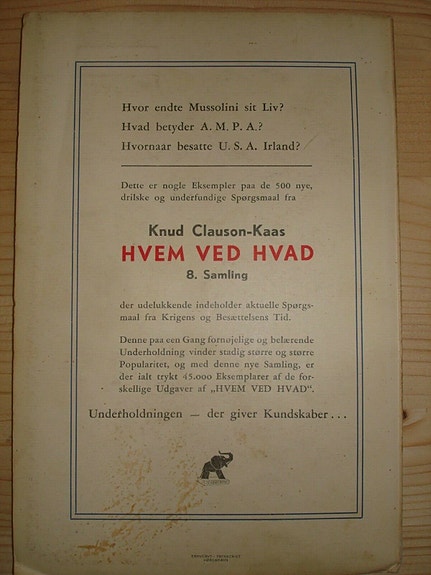 Hvor endte Mussolini sit Liv?
Hvad betyder A. M. P. A.?
Hvornaar besatte U. S. A. Irland?
Dette er nogle Eksempler paa de 500 nye,
drilske og underfundige Spørgsmaal fra
Knud Clauson-Kaas
HVEM VED HVAD
8. Samling
der udelukkende indeholder aktuelle Spørgs-
maal fra Krigens og Besættelsens Tid.
Denne paa een Gang fornøjelige og belærende
Underholdning vinder stadig større og større
Popularitet, og med denne nye Samling, er
der ialt trykt 45.000 Eksemplarer af de for-
skellige Udgaver af „HVEM VED HVAD“.
Underholdningen — der giver Kundskaber . . .